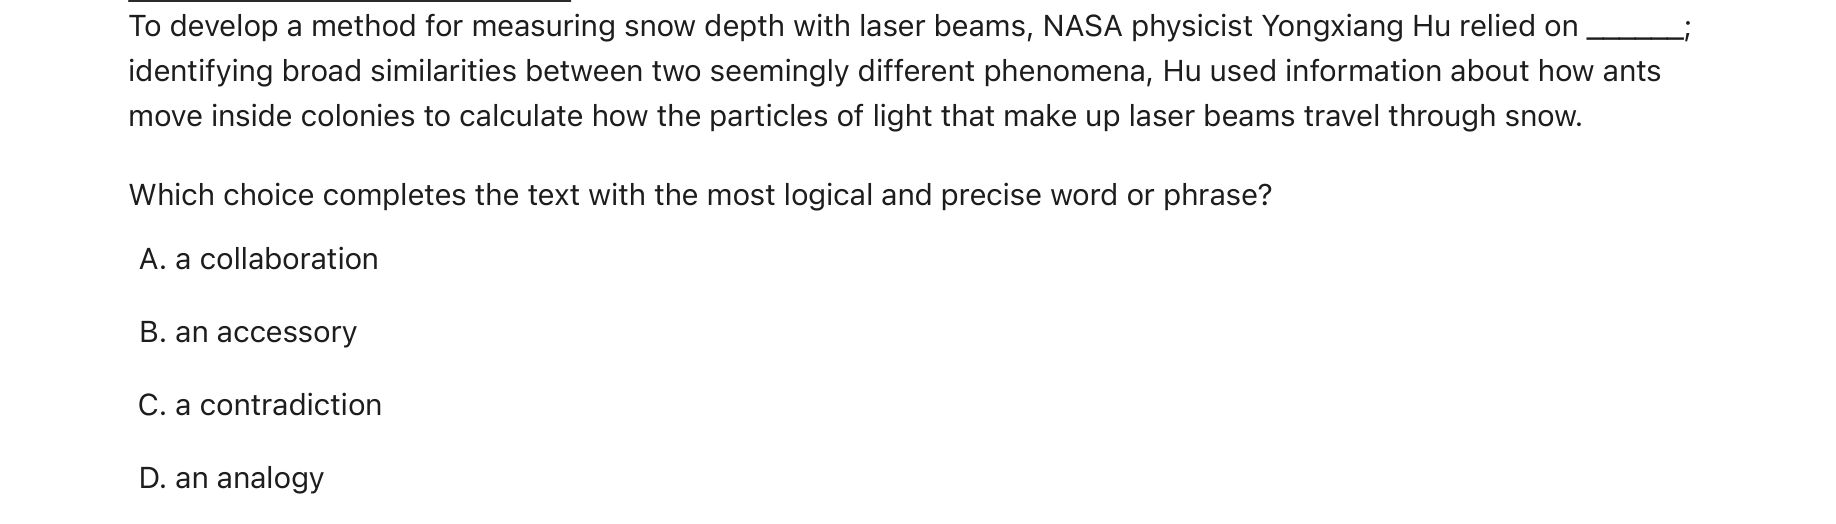 To develop a method for measuring snow depth with laser beams, NASA physicist Yongxiang Hu relied on ______;
identifying broad similarities between two seemingly different phenomena, Hu used information about how ants
move inside colonies to calculate how the particles of light that make up laser beams travel through snow.
Which choice completes the text with the most logical and precise word or phrase?
A. a collaboration
B. an accessory
C. a contradiction
D. an analogy